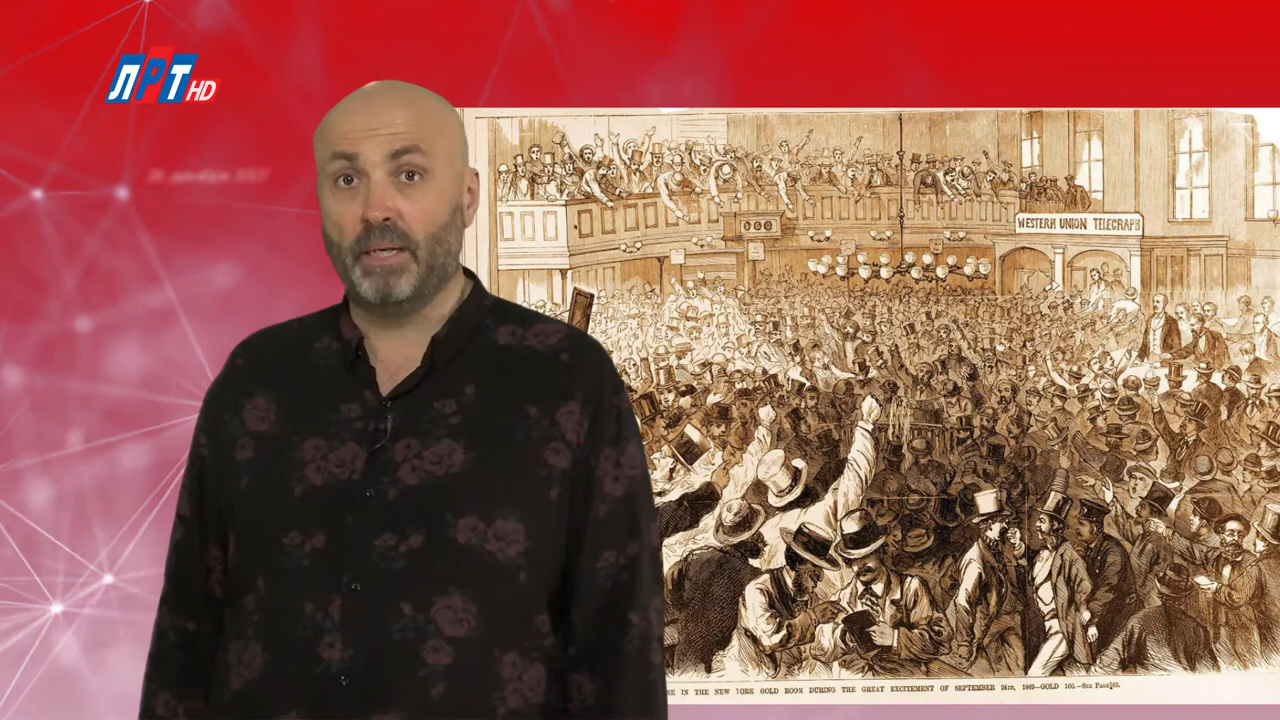 ЛРТ HD
WESTERN UNION TELEGRAPH
NE IN THE NEW YORK GOLD ROOM DURING THE GREAT EXCITEMENT OF SEPTEMBER 24TH, 1869—GOLD 160.—SEE PAGE